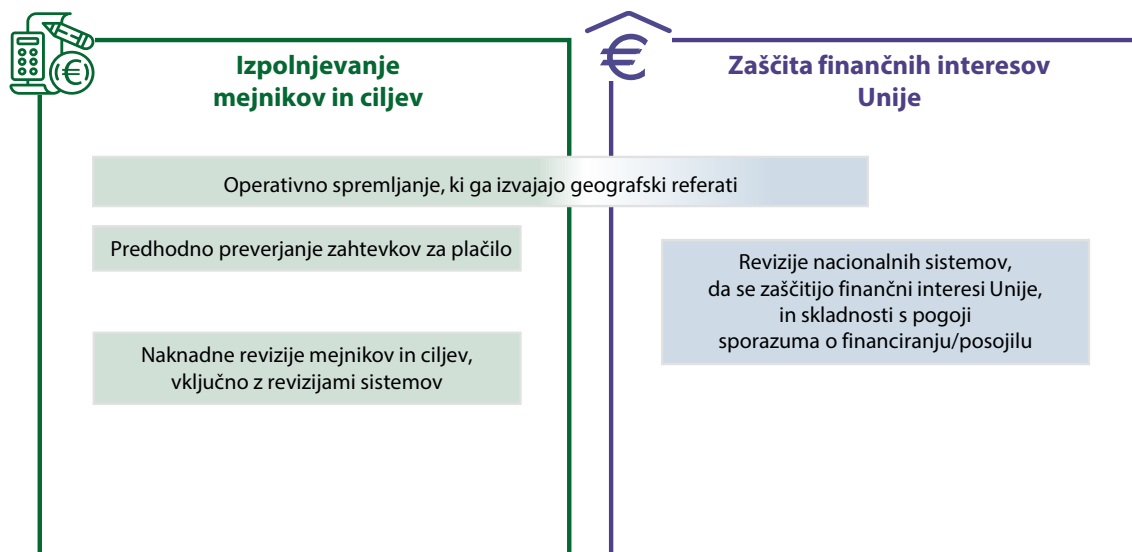 Izpolnjevanje
mejnikov in ciljev
Zaščita finančnih interesov
Unije
Operativno spremljanje, ki ga izvajajo geografski referati
Predhodno preverjanje zahtevkov za plačilo
Revizije nacionalnih sistemov,
da se zaščitijo finančni interesi Unije,
in skladnosti s pogoji
sporazuma o financiranju/posojilu
Naknadne revizije mejnikov in ciljev,
vključno z revizijami sistemov